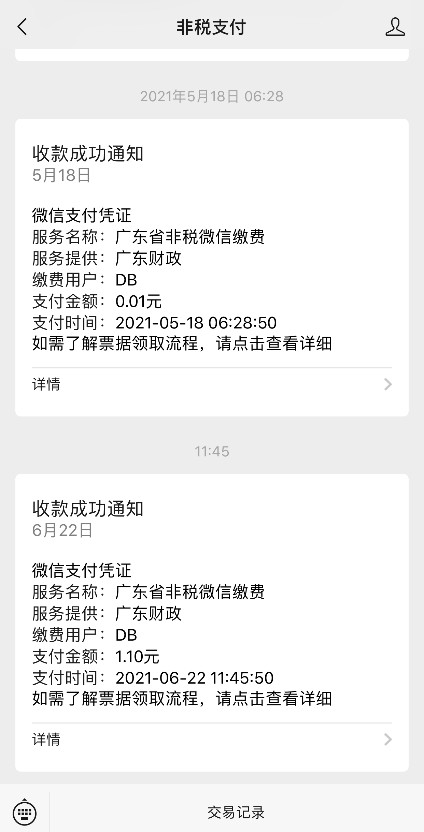 非税支付
2021年5月18日 06:28
收款成功通知
5月18日
微信支付凭证
服务名称：广东省非税微信缴费
服务提供：广东财政
缴费用户：DB
支付金额：0.01元
支付时间：2021-05-18 06:28:50
如需了解票据领取流程，请点击查看详细
详情
11:45
收款成功通知
6月22日
微信支付凭证
服务名称：广东省非税微信缴费
服务提供：广东财政
缴费用户：DB
支付金额：1.10元
支付时间：2021-06-22 11:45:50
如需了解票据领取流程，请点击查看详细
详情
交易记录